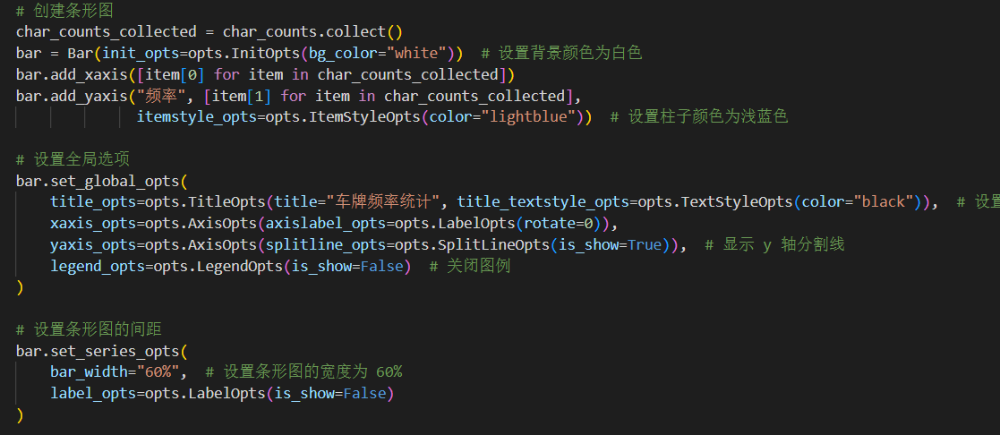 # 创建条形图
char_counts_collected = char_counts.collect()
bar = Bar(init_opts=opts.InitOpts(bg_color="white"))  # 设置背景颜色为白色
bar.add_xaxis([item[0] for item in char_counts_collected])
bar.add_yaxis("频率", [item[1] for item in char_counts_collected],
              itemstyle_opts=opts.ItemStyleOpts(color="lightblue"))  # 设置柱子颜色为浅蓝色

# 设置全局选项
bar.set_global_opts(
    title_opts=opts.TitleOpts(title="车牌频率统计", title_textstyle_opts=opts.TextStyleOpts(color="black")),  # 设置
    xaxis_opts=opts.AxisOpts(axislabel_opts=opts.LabelOpts(rotate=0)),
    yaxis_opts=opts.AxisOpts(splitline_opts=opts.SplitLineOpts(is_show=True)),  # 显示 y 轴分割线
    legend_opts=opts.LegendOpts(is_show=False)  # 关闭图例
)

# 设置条形图的间距
bar.set_series_opts(
    bar_width="60%",  # 设置条形图的宽度为 60%
    label_opts=opts.LabelOpts(is_show=False)
)